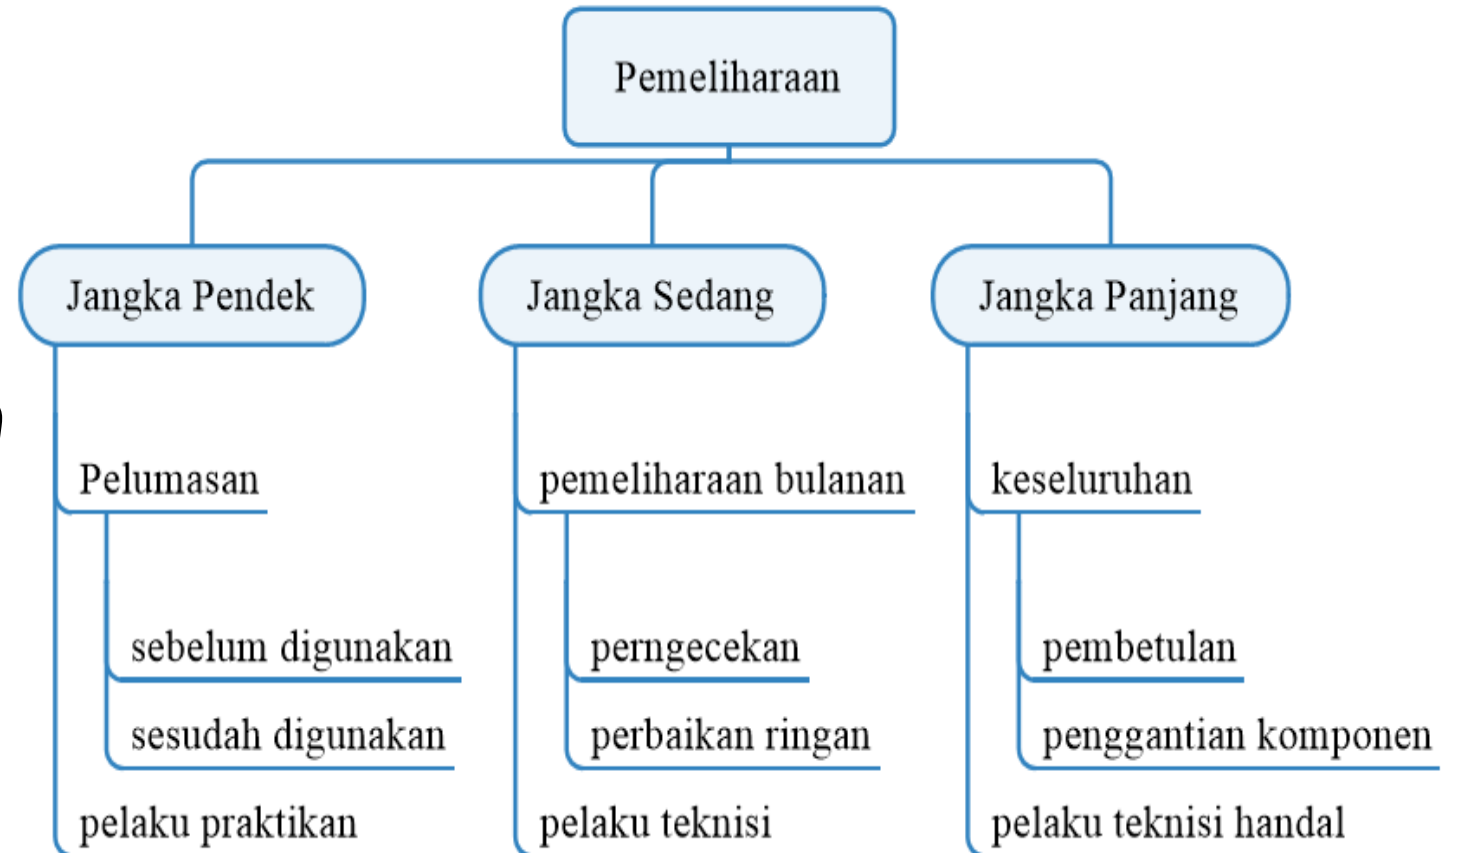 Pemeliharaan
Jangka Pendek
Pelumasan
sebelum digunakan
sesudah digunakan
pelaku praktikan
Jangka Sedang
pemeliharaan bulanan
perngecekan
perbaikan ringan
pelaku teknisi
Jangka Panjang
keseluruhan
pembetulan
penggantian komponen
pelaku teknisi handal